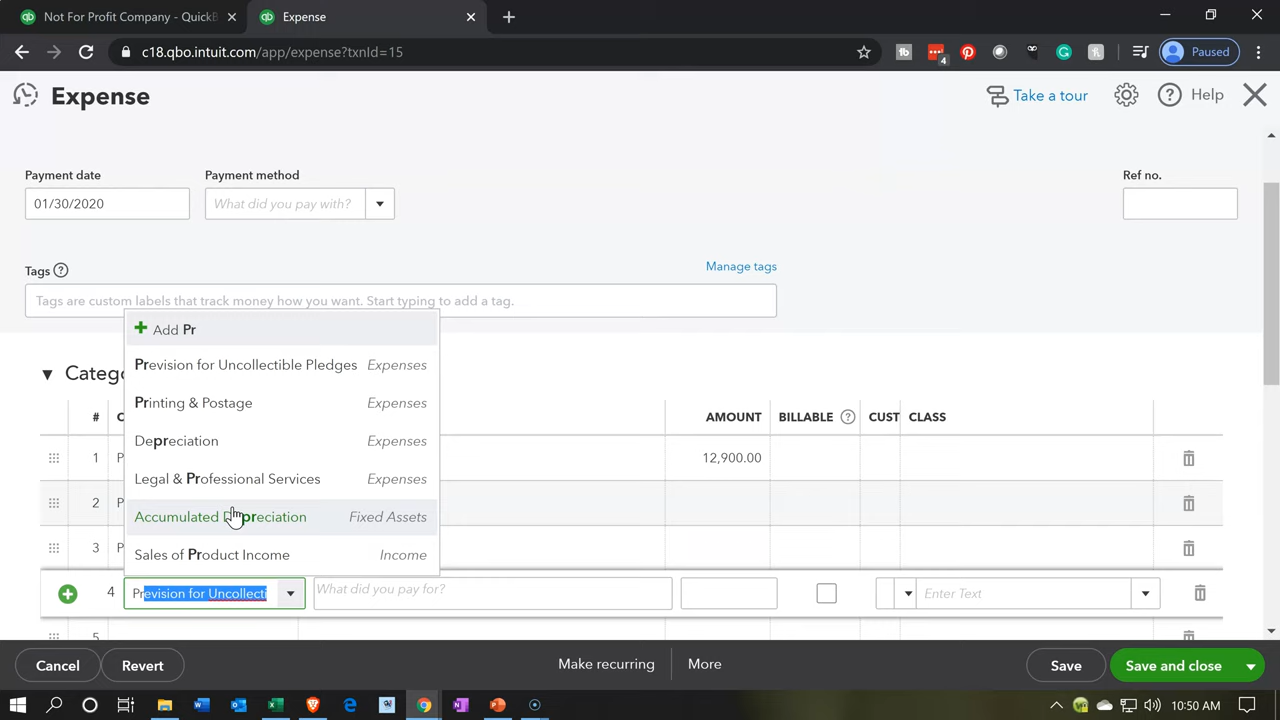 Not For Profit Company - QuickB
Expense
c18.qbo.intuit.com/app/expense?txnId=15
4
Paused
Expense
Take a tour
Help
Payment date
Payment method
Ref no.
01/30/2020
What did you pay with?
Tags
Manage tags
Tags are custom labels that track money how you want. Start typing to add a tag.
Add Pr
Prevision for Uncollectible Pledges Expenses
Catego
Printing & Postage Expenses
# C AMOUNT BILLABLE CUST CLASS
Depreciation Expenses
1 P 12,900.00
Legal & Professional Services Expenses
2 P
Accumulated Depreciation Fixed Assets
3 P
Sales of Product Income Income
4 Prevision for Uncollecti What did you pay for? Enter Text
5
Cancel Revert Make recurring More Save Save and close
10:50 AM